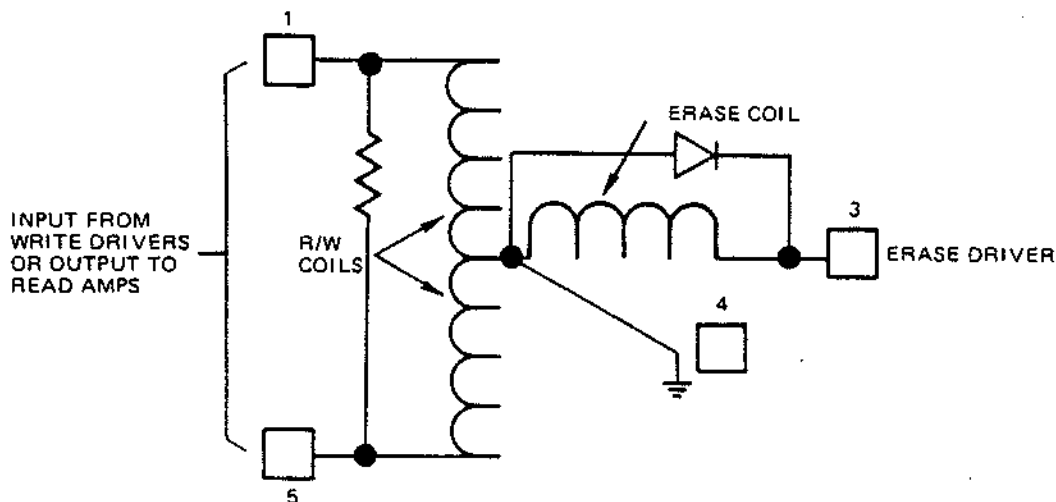 1
ERASE COIL
3
INPUT FROM
WRITE DRIVERS
OR OUTPUT TO
READ AMPS
R/W
COILS
ERASE DRIVER
4
5